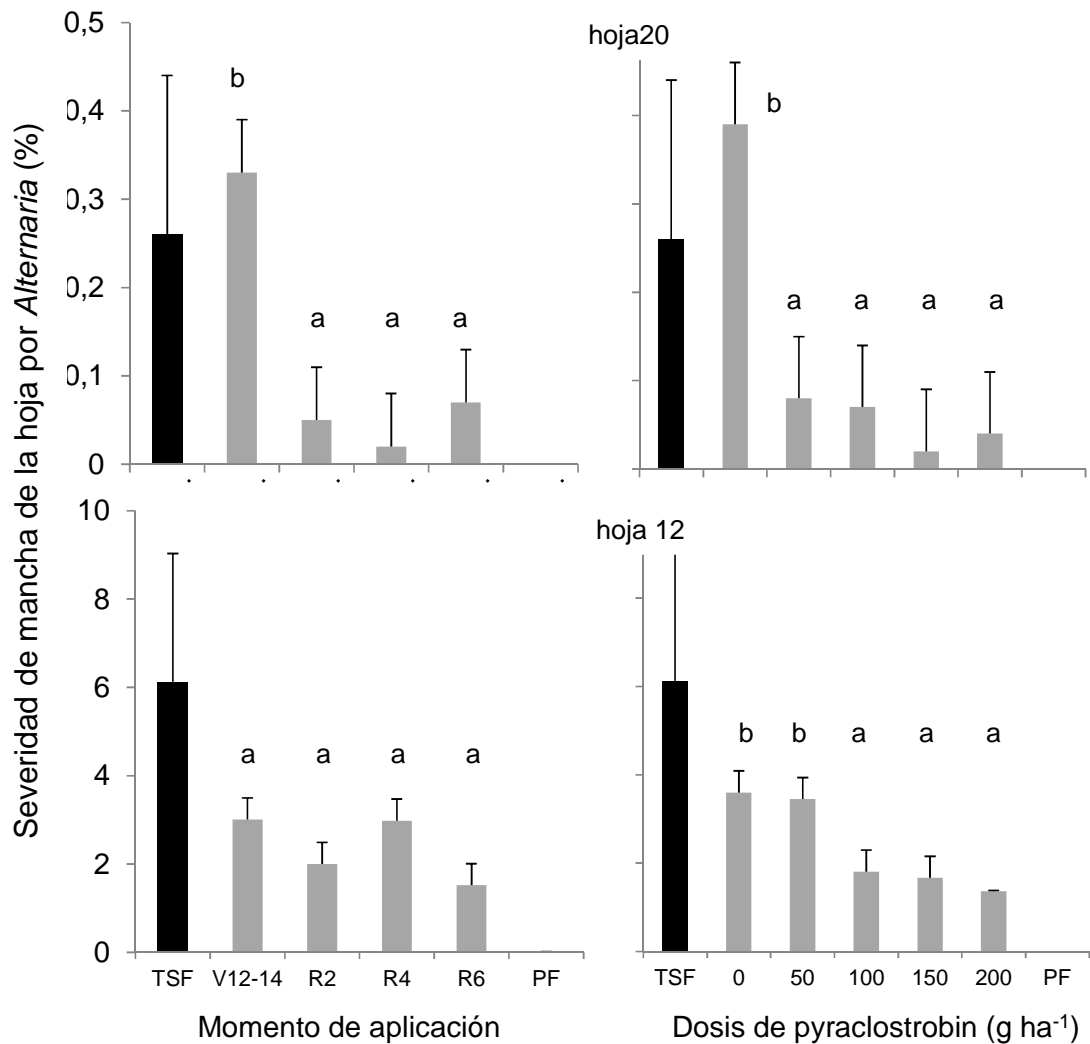 Severidad de mancha de la hoja por Alternaria (%)
0,5
0,4
0,3
0,2
0,1
0
b
a a a
hoja20
b
a a a a
10
8
6
4
2
0
a a a a
TSF V12-14 R2 R4 R6 PF
Momento de aplicación
hoja 12
b b a a a
TSF 0 50 100 150 200 PF
Dosis de pyraclostrobin (g ha⁻¹)